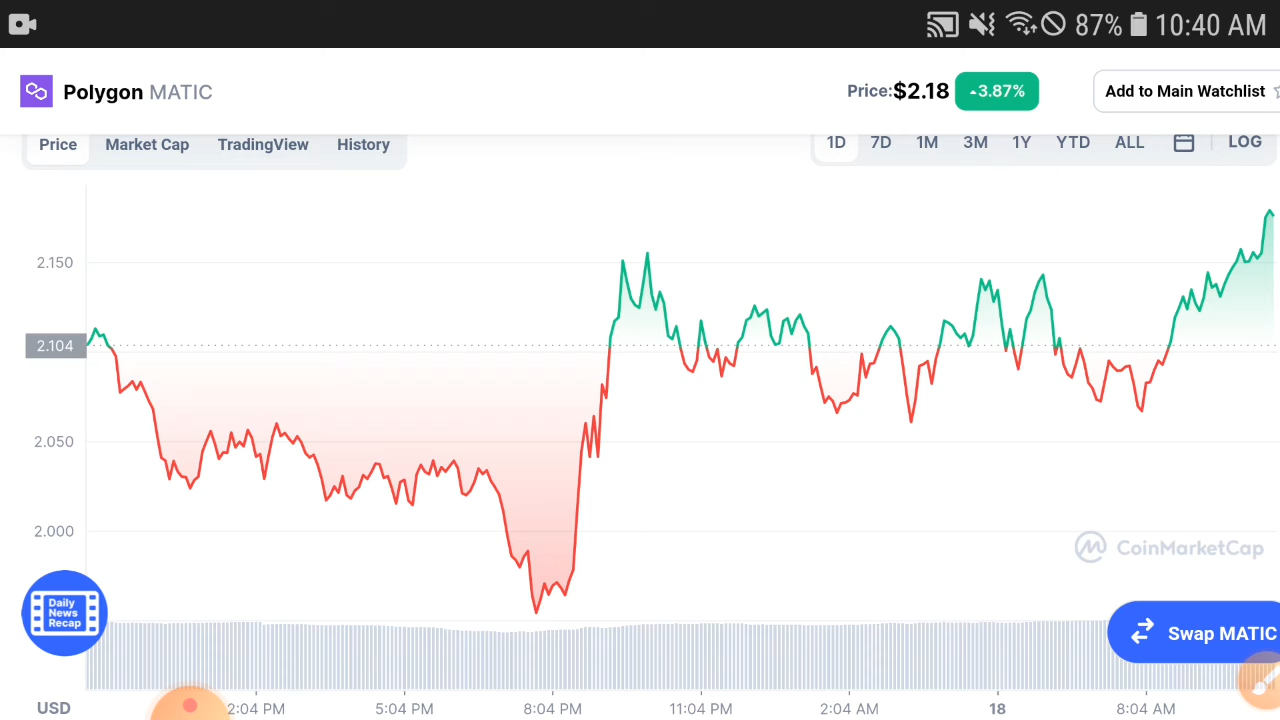 87% 10:40 AM
Polygon MATIC
Price: $2.18 3.87% Add to Main Watchlist
Price Market Cap TradingView History
1D 7D 1M 3M 1Y YTD ALL LOG
2.150
2.104
2.050
2.000
CoinMarketCap
Daily
News
Recap
Swap MATIC
USD 2:04 PM 5:04 PM 8:04 PM 11:04 PM 2:04 AM 18 8:04 AM